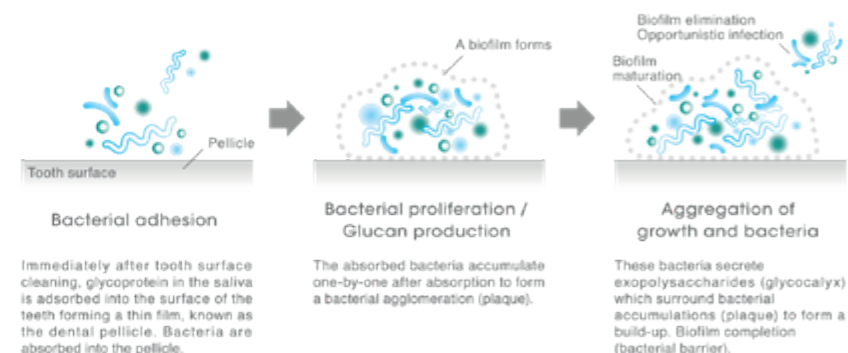 Biofilm elimination
Opportunistic infection
A biofilm forms
Biofilm
maturation
Pellicle
Tooth surface
Bacterial adhesion
Immediately after tooth surface
cleaning, glycoprotein in the saliva
is adsorbed into the surface of the
teeth forming a thin film, known as
the dental pellicle. Bacteria are
absorbed into the pellicle.
Bacterial proliferation /
Glucan production
The absorbed bacteria accumulate
one-by-one after absorption to form
a bacterial agglomeration (plaque).
Aggregation of
growth and bacteria
These bacteria secrete
exopolysaccharides (glycocalyx)
which surround bacterial
accumulations (plaque) to form a
build-up. Biofilm completion
(bacterial barrier).